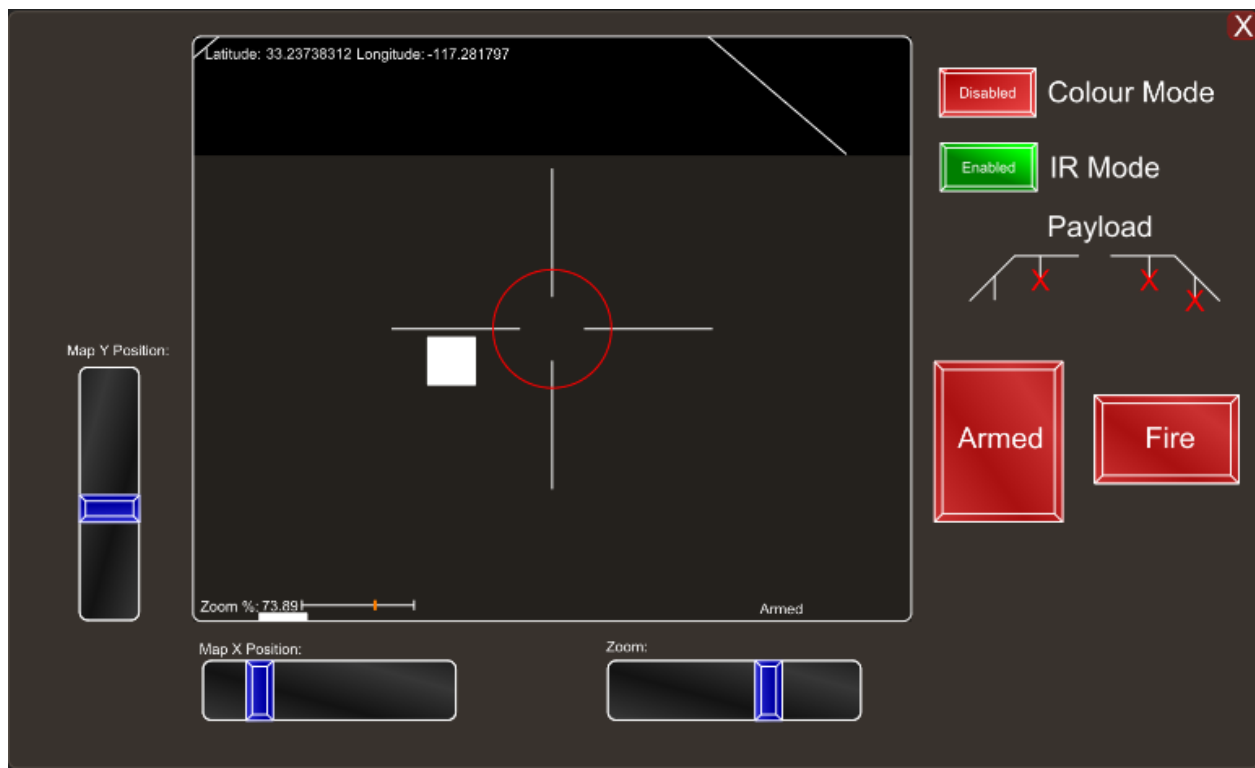 X
Latitude: 33.23738312 Longitude: -117.281797
Disabled
Colour Mode
Enabled
IR Mode
Payload
X X X
Map Y Position:
Armed
Fire
Zoom %: 73.89
Armed
Map X Position:
Zoom: